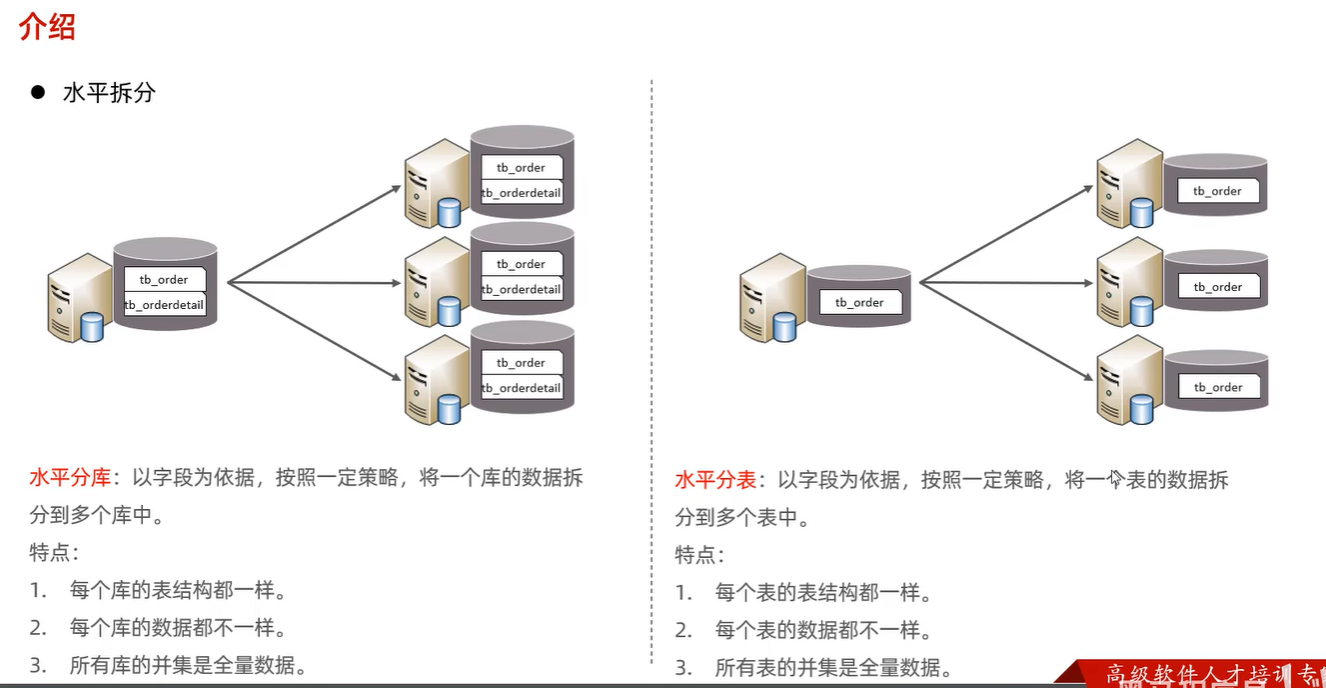 介绍
● 水平拆分
tb_order
tb_orderdetail
tb_order
tb_orderdetail
tb_order
tb_orderdetail
tb_order
tb_orderdetail
水平分库：以字段为依据，按照一定策略，将一个库的数据拆
分到多个库中。
特点：
1. 每个库的表结构都一样。
2. 每个库的数据都不一样。
3. 所有库的并集是全量数据。
tb_order
tb_order
tb_order
tb_order
水平分表：以字段为依据，按照一定策略，将一个表的数据拆
分到多个表中。
特点：
1. 每个表的表结构都一样。
2. 每个表的数据都不一样。
3. 所有表的并集是全量数据。
高级软件人才培训专